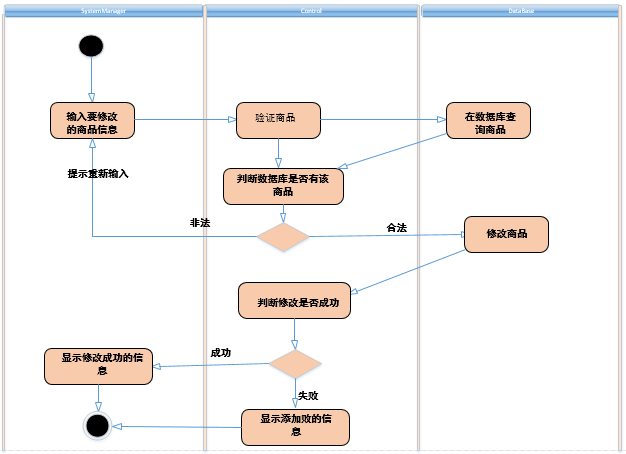 SystemManager
Control
DataBase
输入要修改
的商品信息
验证商品
在数据库查
询商品
提示重新输入
判断数据库是否有该
商品
非法
合法
修改商品
判断修改是否成功
成功
显示修改成功的信
息
失败
显示添加败的信
息